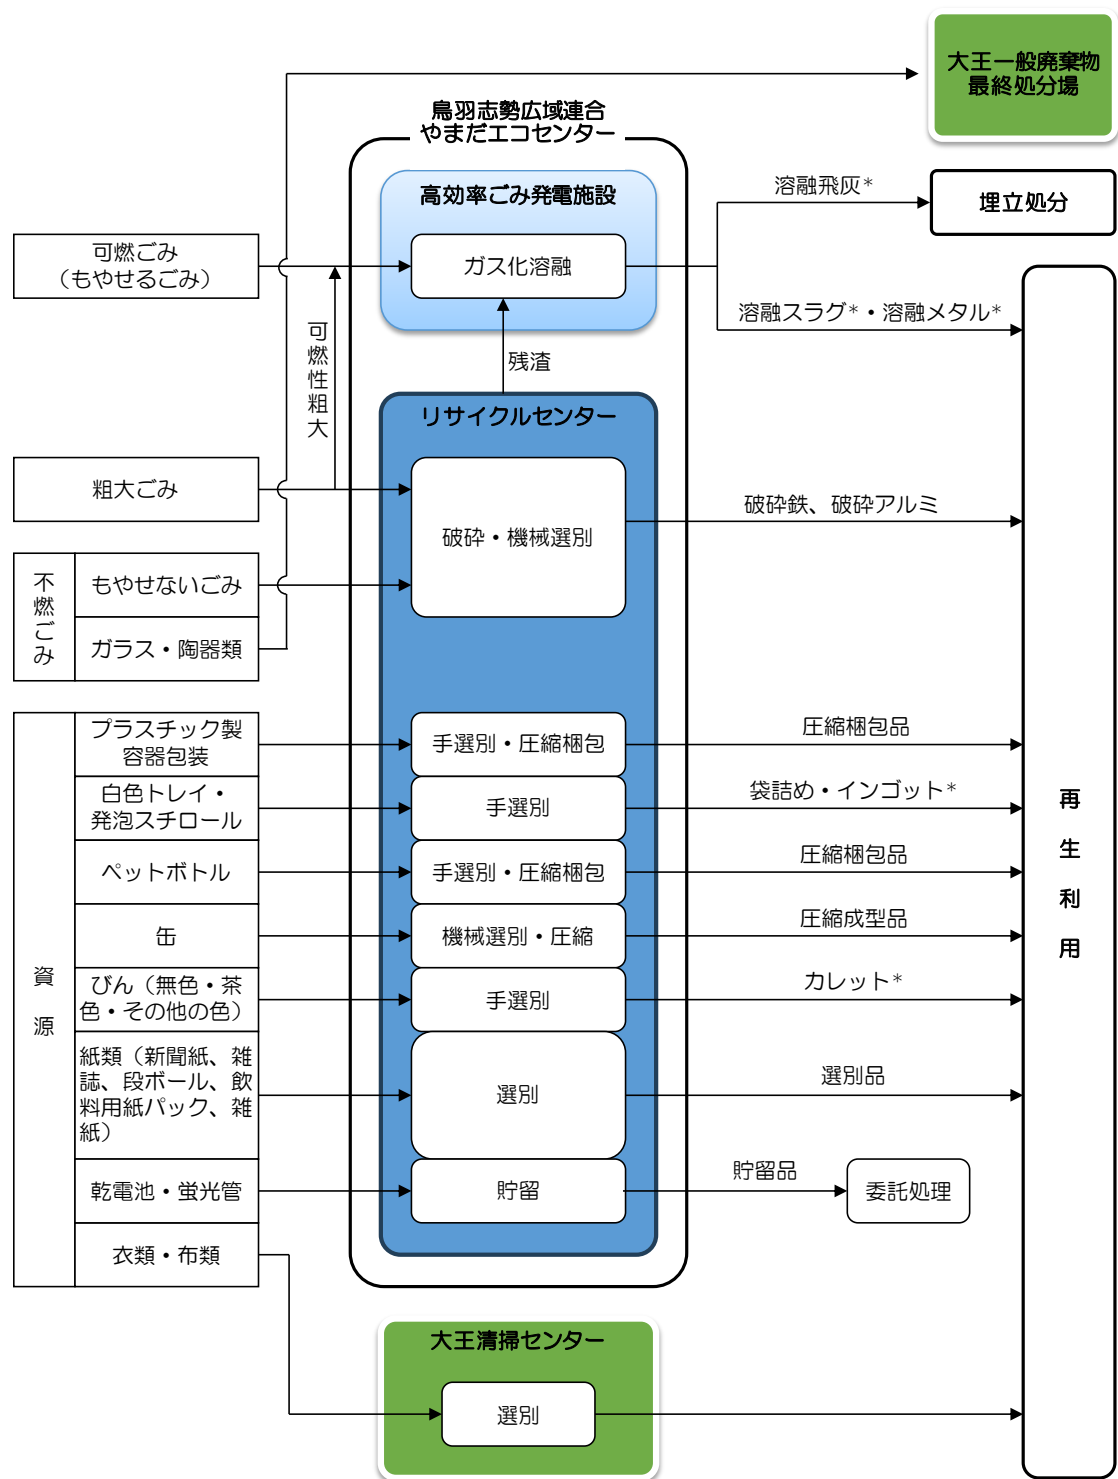 大王一般廃棄物
最終処分場
鳥羽志勢広域連合
やまだエコセンター
高効率ごみ発電施設
溶融飛灰*
埋立処分
可燃ごみ
（もやせるごみ）
ガス化溶融
溶融スラグ*・溶融メタル*
可燃性粗大
残渣
リサイクルセンター
粗大ごみ
破砕・機械選別
破砕鉄、破砕アルミ
不燃ごみ
もやせないごみ
ガラス・陶器類
資源
プラスチック製
容器包装
手選別・圧縮梱包
圧縮梱包品
白色トレイ・
発泡スチロール
手選別
袋詰め・インゴット*
ペットボトル
手選別・圧縮梱包
圧縮梱包品
缶
機械選別・圧縮
圧縮成型品
びん（無色・茶
色・その他の色）
手選別
カレット*
紙類（新聞紙、雑
誌、段ボール、飲
料用紙パック、雑
紙）
選別
選別品
乾電池・蛍光管
貯留
貯留品
委託処理
衣類・布類
再生利用
大王清掃センター
選別